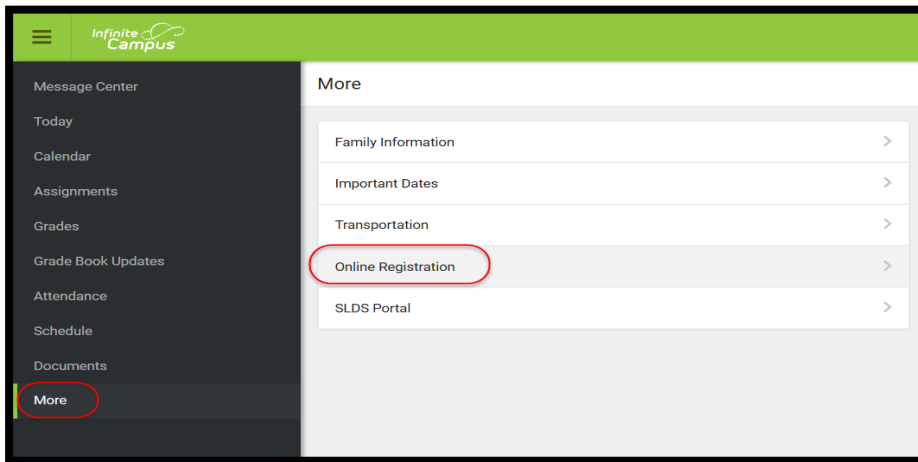 Infinite
Campus
Message Center
Today
Calendar
Assignments
Grades
Grade Book Updates
Attendance
Schedule
Documents
More
More
Family Information
Important Dates
Transportation
Online Registration
SLDS Portal